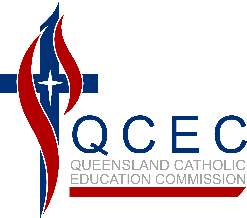 QCEC
QUEENSLAND CATHOLIC
EDUCATION COMMISSION